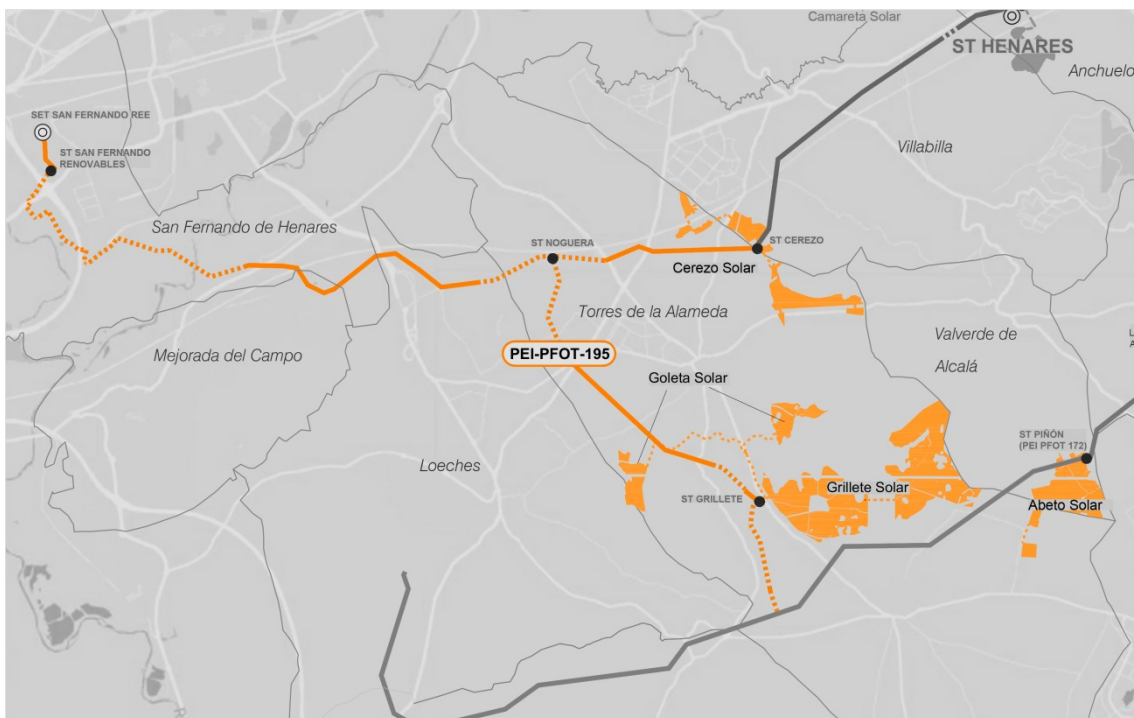 Camareta Solar
ST HENARES
Anchuelo
SET SAN FERNANDO REE
ST SAN FERNANDO
RENOVABLES
Villabilla
San Fernando de Henares
ST NOGUERA
ST CEREZO
Cerezo Solar
Torres de la Alameda
Mejorada del Campo
Valverde de
Alcalá
L
A
PEI-PFOT-195
Goleta Solar
ST PIÑÓN
(PEI PFOT 172)
Loeches
Grillete Solar
ST GRILLETE
Abeto Solar